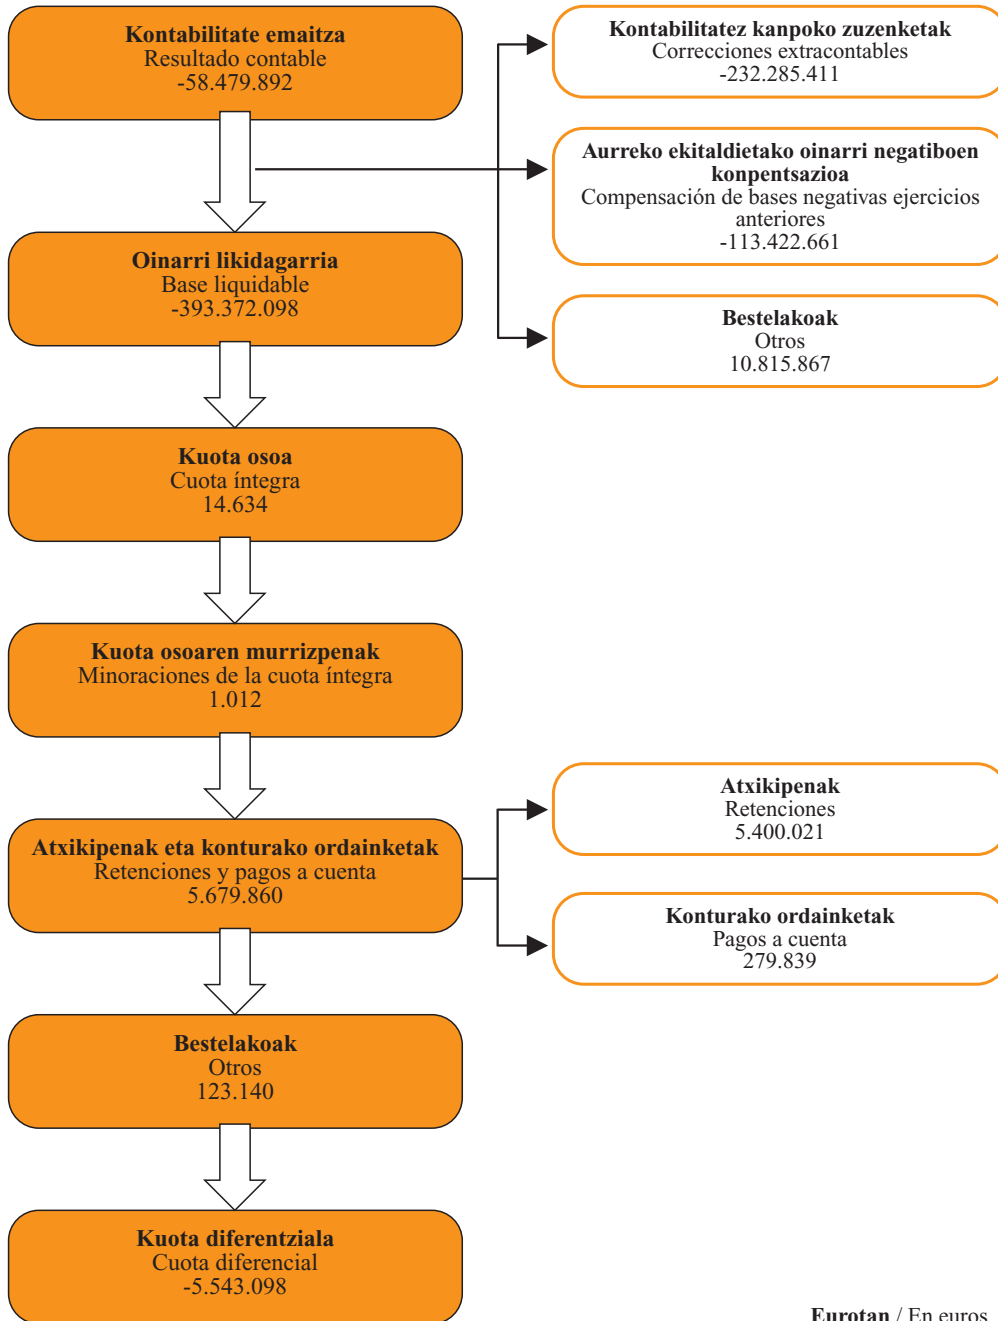 Kontabilitate emaitza
Resultado contable
-58.479.892
Kontabilitatez kanpoko zuzenketak
Correcciones extracontables
-232.285.411
Aurreko ekitaldietako oinarri negatiboen
konpentsazioa
Compensación de bases negativas ejercicios
anteriores
-113.422.661
Oinarri likidagarria
Base liquidable
-393.372.098
Bestelakoak
Otros
10.815.867
Kuota osoa
Cuota íntegra
14.634
Kuota osoaren murrizpenak
Minoraciones de la cuota íntegra
1.012
Atxikipenak
Retenciones
5.400.021
Atxikipenak eta konturako ordainketak
Retenciones y pagos a cuenta
5.679.860
Konturako ordainketak
Pagos a cuenta
279.839
Bestelakoak
Otros
123.140
Kuota diferentziala
Cuota diferencial
-5.543.098
Eurotan / En euros